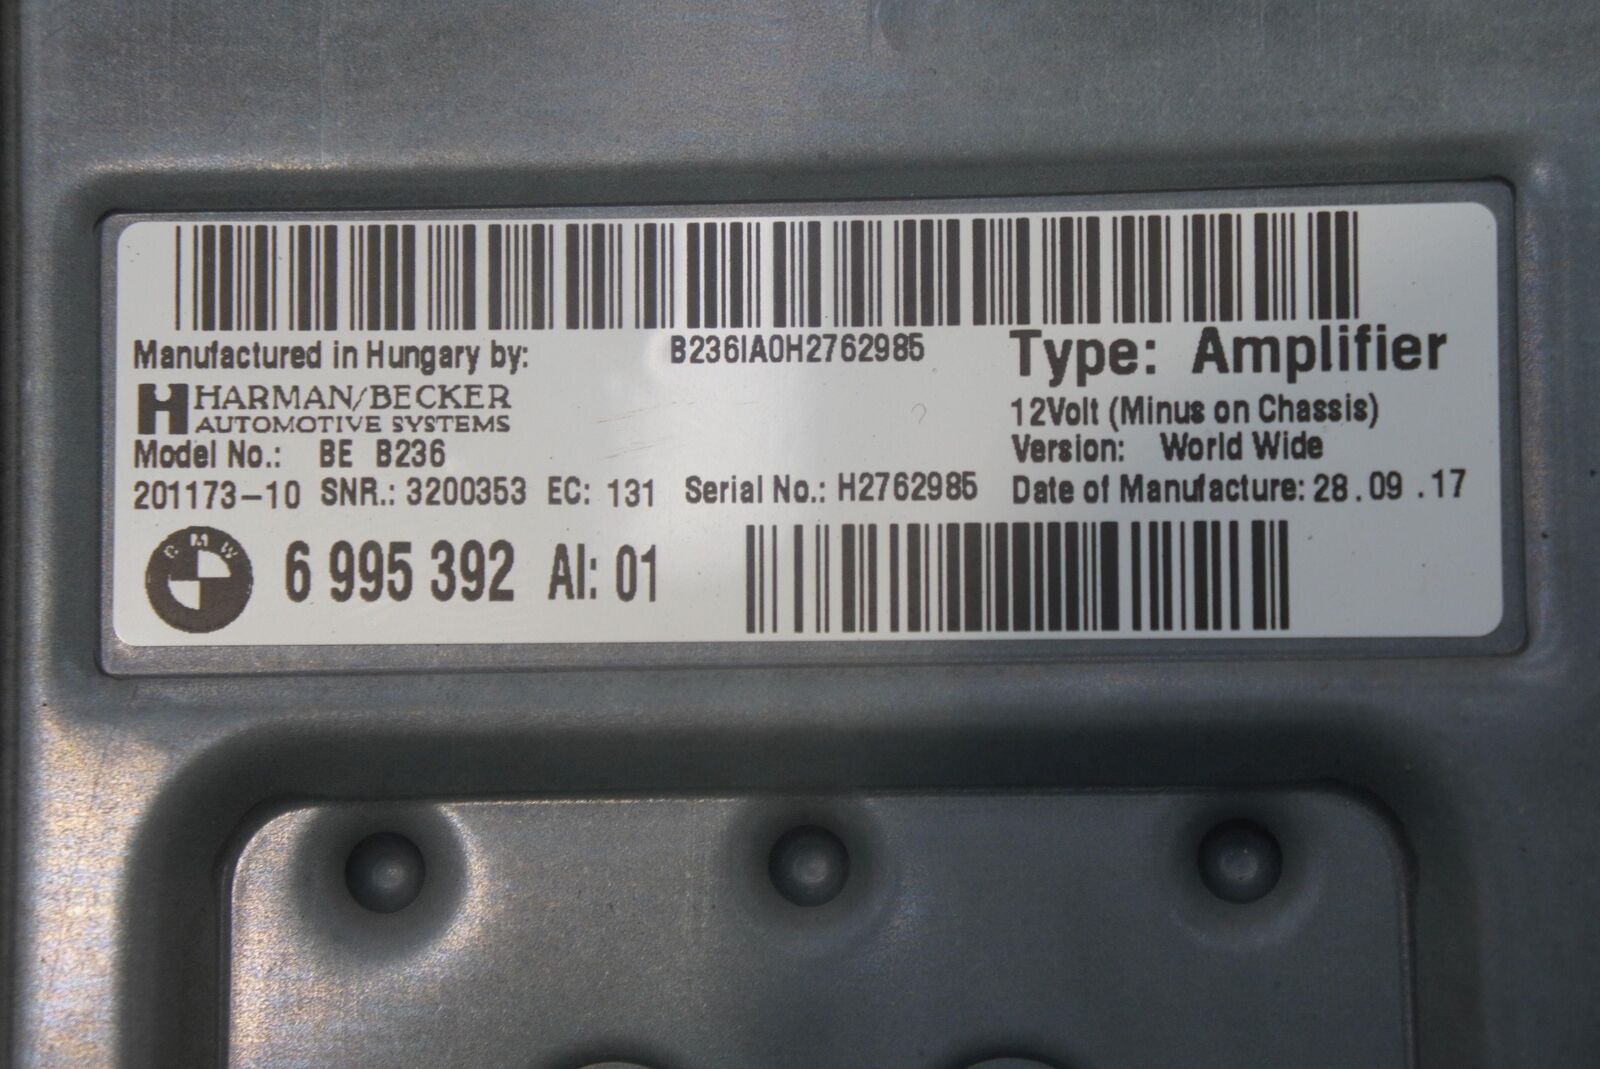 B236IA0H2762985
Manufactured in Hungary by:
HARMAN/BECKER
AUTOMOTIVE SYSTEMS
Model No.: BE B236
201173-10 SNR.: 3200353 EC: 131 Serial No.: H2762985
Type: Amplifier
12Volt (Minus on Chassis)
Version: World Wide
Date of Manufacture: 28.09.17
BMW 6 995 392 AI: 01